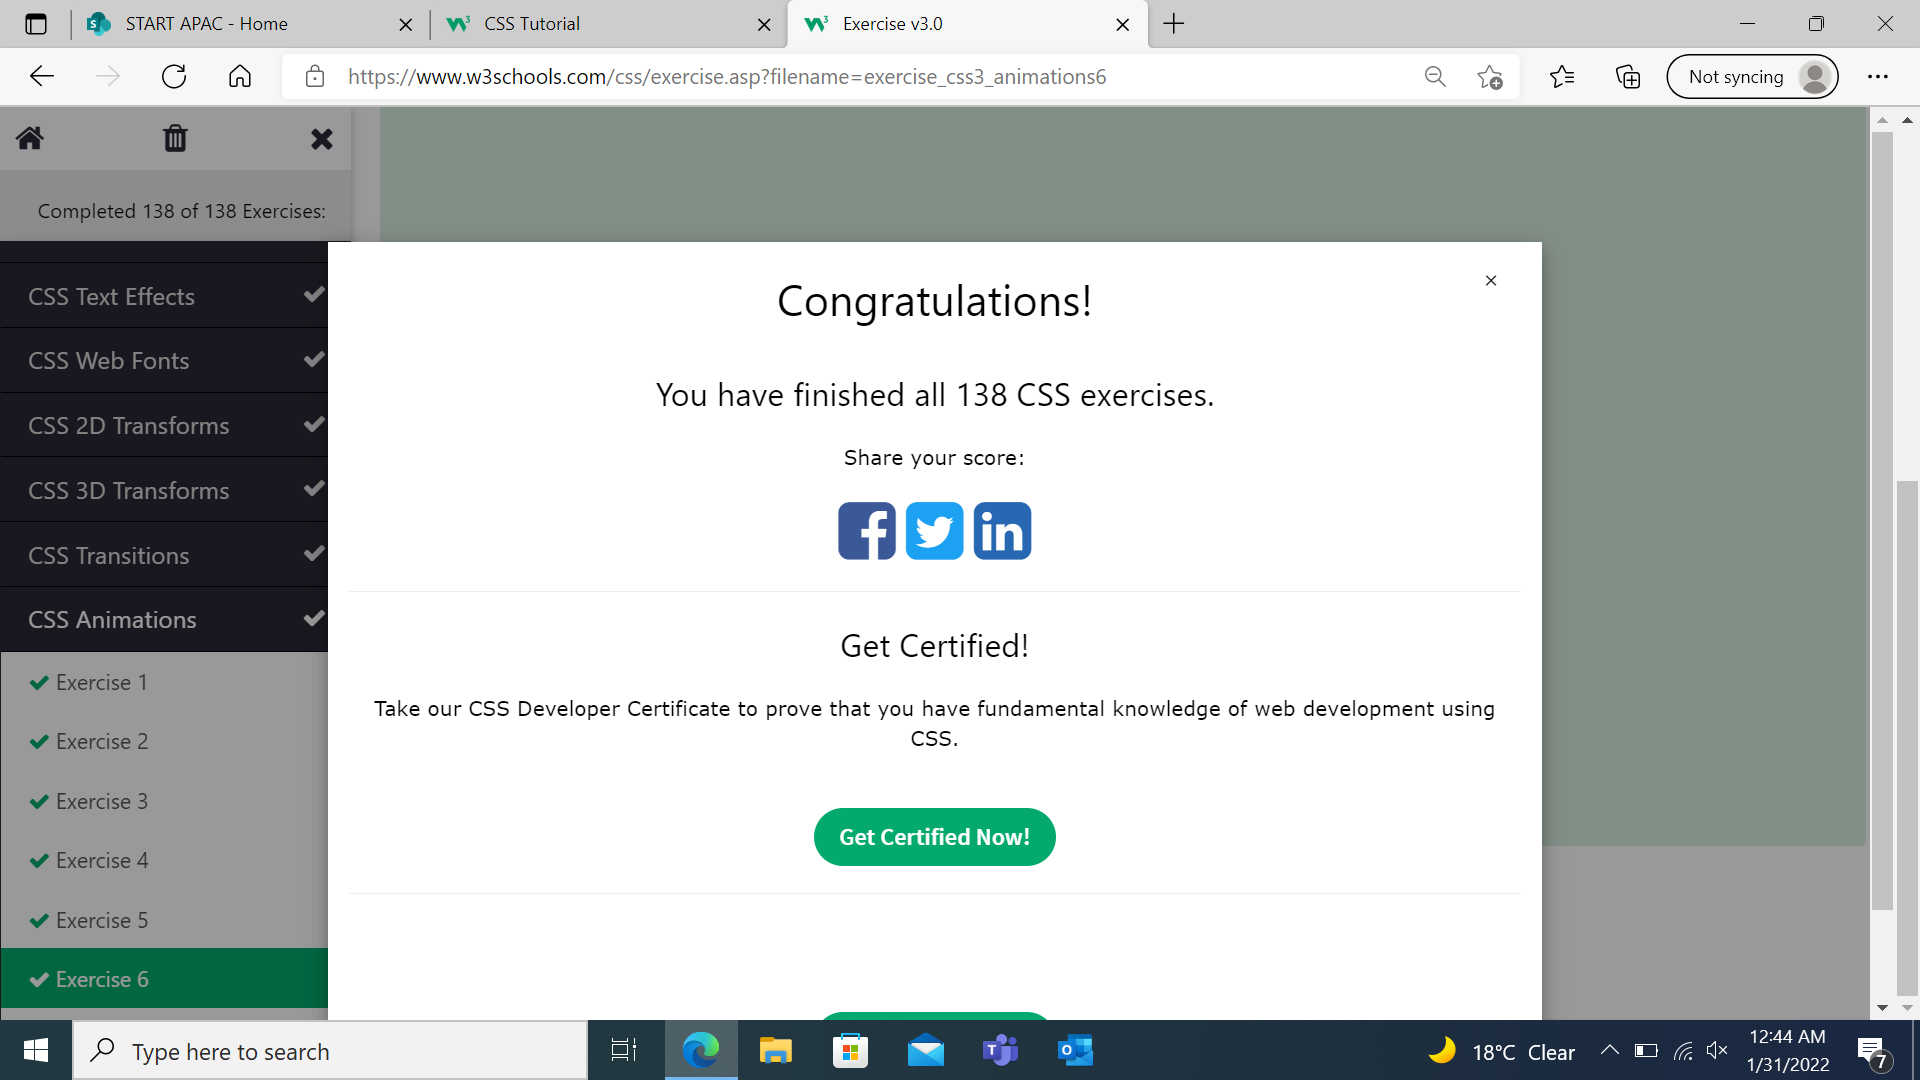 START APAC - Home
CSS Tutorial
Exercise v3.0
https://www.w3schools.com/css/exercise.asp?filename=exercise_css3_animations6
Not syncing
Completed 138 of 138 Exercises:
CSS Text Effects
CSS Web Fonts
CSS 2D Transforms
CSS 3D Transforms
CSS Transitions
CSS Animations
Exercise 1
Exercise 2
Exercise 3
Exercise 4
Exercise 5
Exercise 6
Congratulations!
You have finished all 138 CSS exercises.
Share your score:
Get Certified!
Take our CSS Developer Certificate to prove that you have fundamental knowledge of web development using
CSS.
Get Certified Now!
Type here to search
18°C Clear
12:44 AM
1/31/2022
7